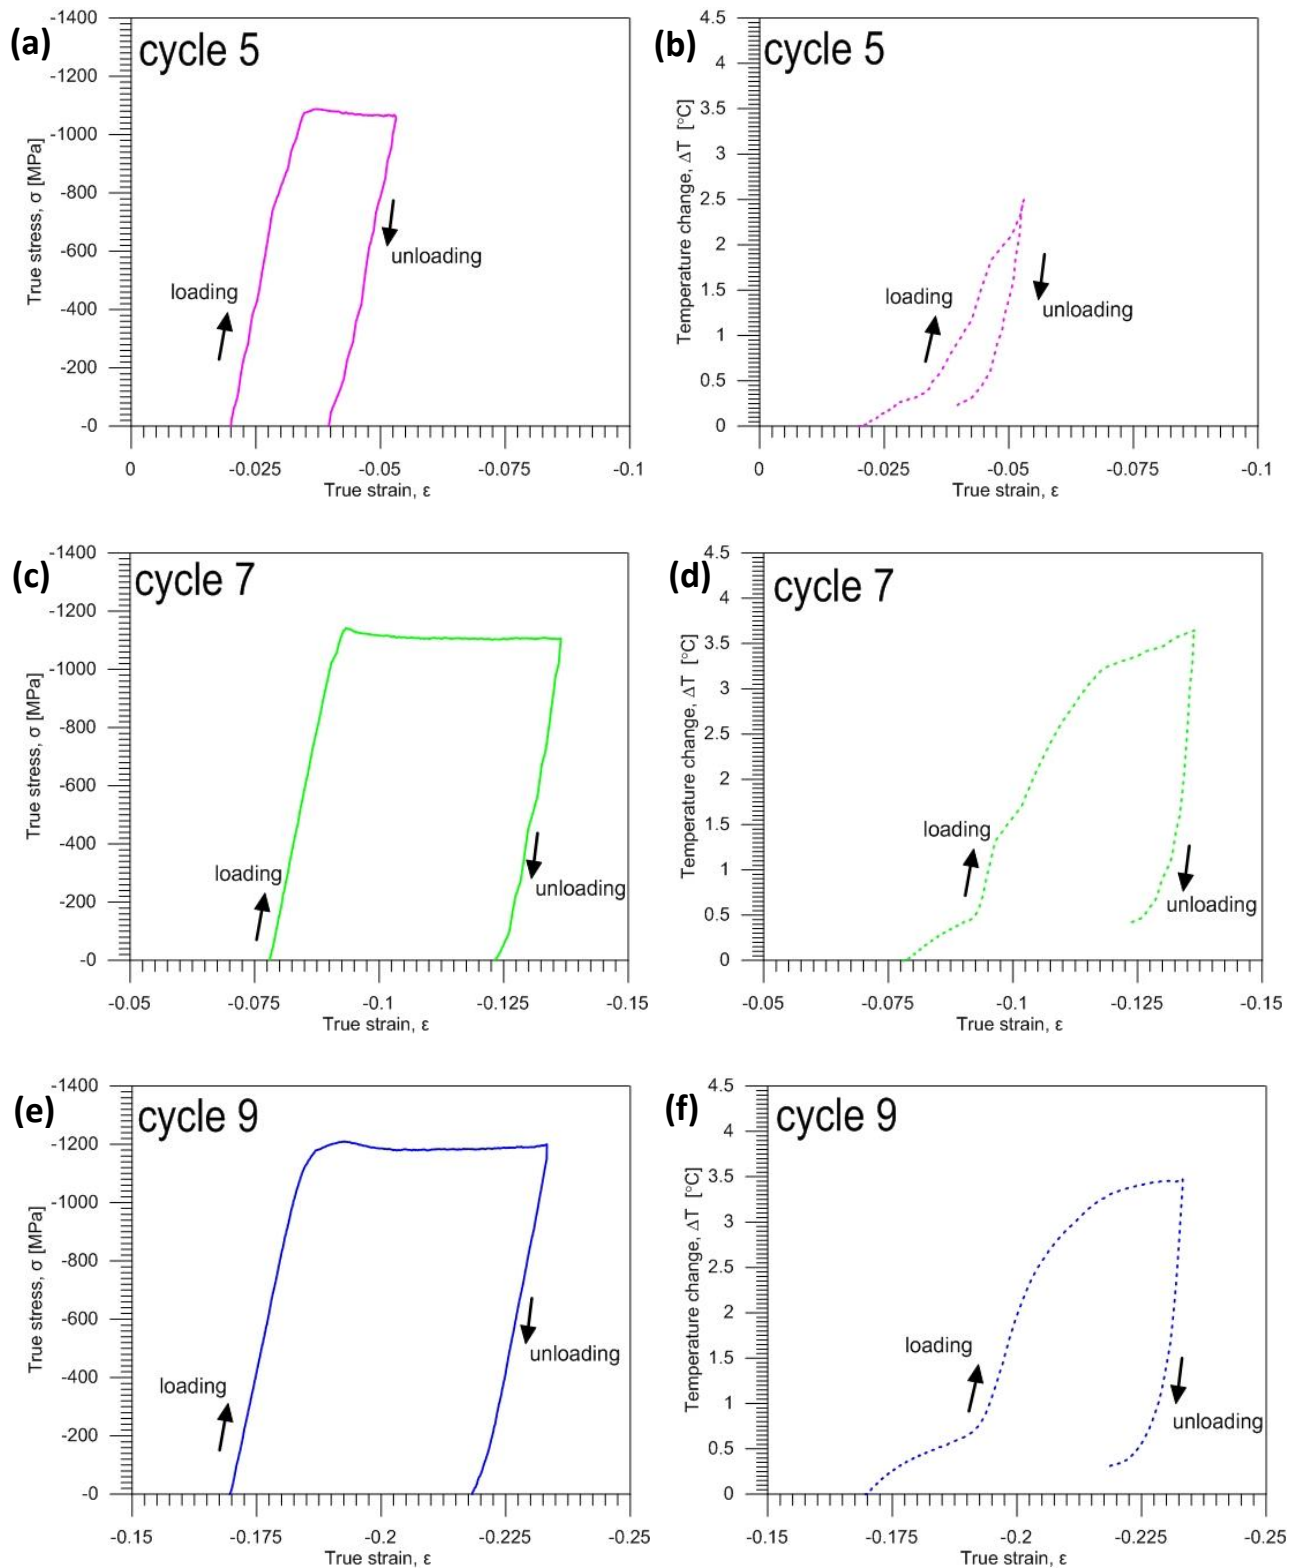 (a)
cycle 5
-1400
-1200
-1000
-800
-600
-400
-200
-0
True stress, σ [MPa]
loading
unloading
0
-0.025
-0.05
-0.075
-0.1
True strain, ε
(b)
cycle 5
4.5
4
3.5
3
2.5
2
1.5
1
0.5
0
Temperature change, ΔT [°C]
loading
unloading
0
-0.025
-0.05
-0.075
-0.1
True strain, ε
(c)
cycle 7
-1400
-1200
-1000
-800
-600
-400
-200
-0
True stress, σ [MPa]
loading
unloading
-0.05
-0.075
-0.1
-0.125
-0.15
True strain, ε
(d)
cycle 7
4.5
4
3.5
3
2.5
2
1.5
1
0.5
0
Temperature change, ΔT [°C]
loading
unloading
-0.05
-0.075
-0.1
-0.125
-0.15
True strain, ε
(e)
cycle 9
-1400
-1200
-1000
-800
-600
-400
-200
-0
True stress, σ [MPa]
loading
unloading
-0.15
-0.175
-0.2
-0.225
-0.25
True strain, ε
(f)
cycle 9
4.5
4
3.5
3
2.5
2
1.5
1
0.5
0
Temperature change, ΔT [°C]
loading
unloading
-0.15
-0.175
-0.2
-0.225
-0.25
True strain, ε